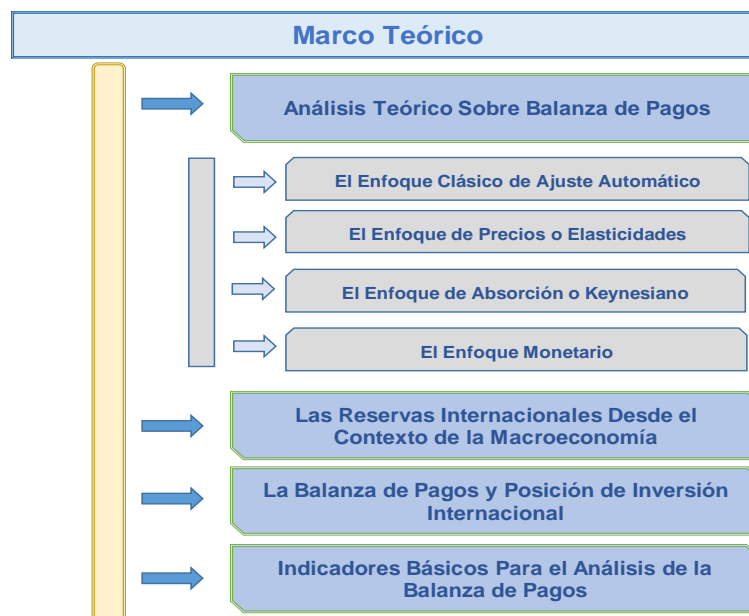 Marco Teórico
Análisis Teórico Sobre Balanza de Pagos
El Enfoque Clásico de Ajuste Automático
El Enfoque de Precios o Elasticidades
El Enfoque de Absorción o Keynesiano
El Enfoque Monetario
Las Reservas Internacionales Desde el
Contexto de la Macroeconomía
La Balanza de Pagos y Posición de Inversión
Internacional
Indicadores Básicos Para el Análisis de la
Balanza de Pagos